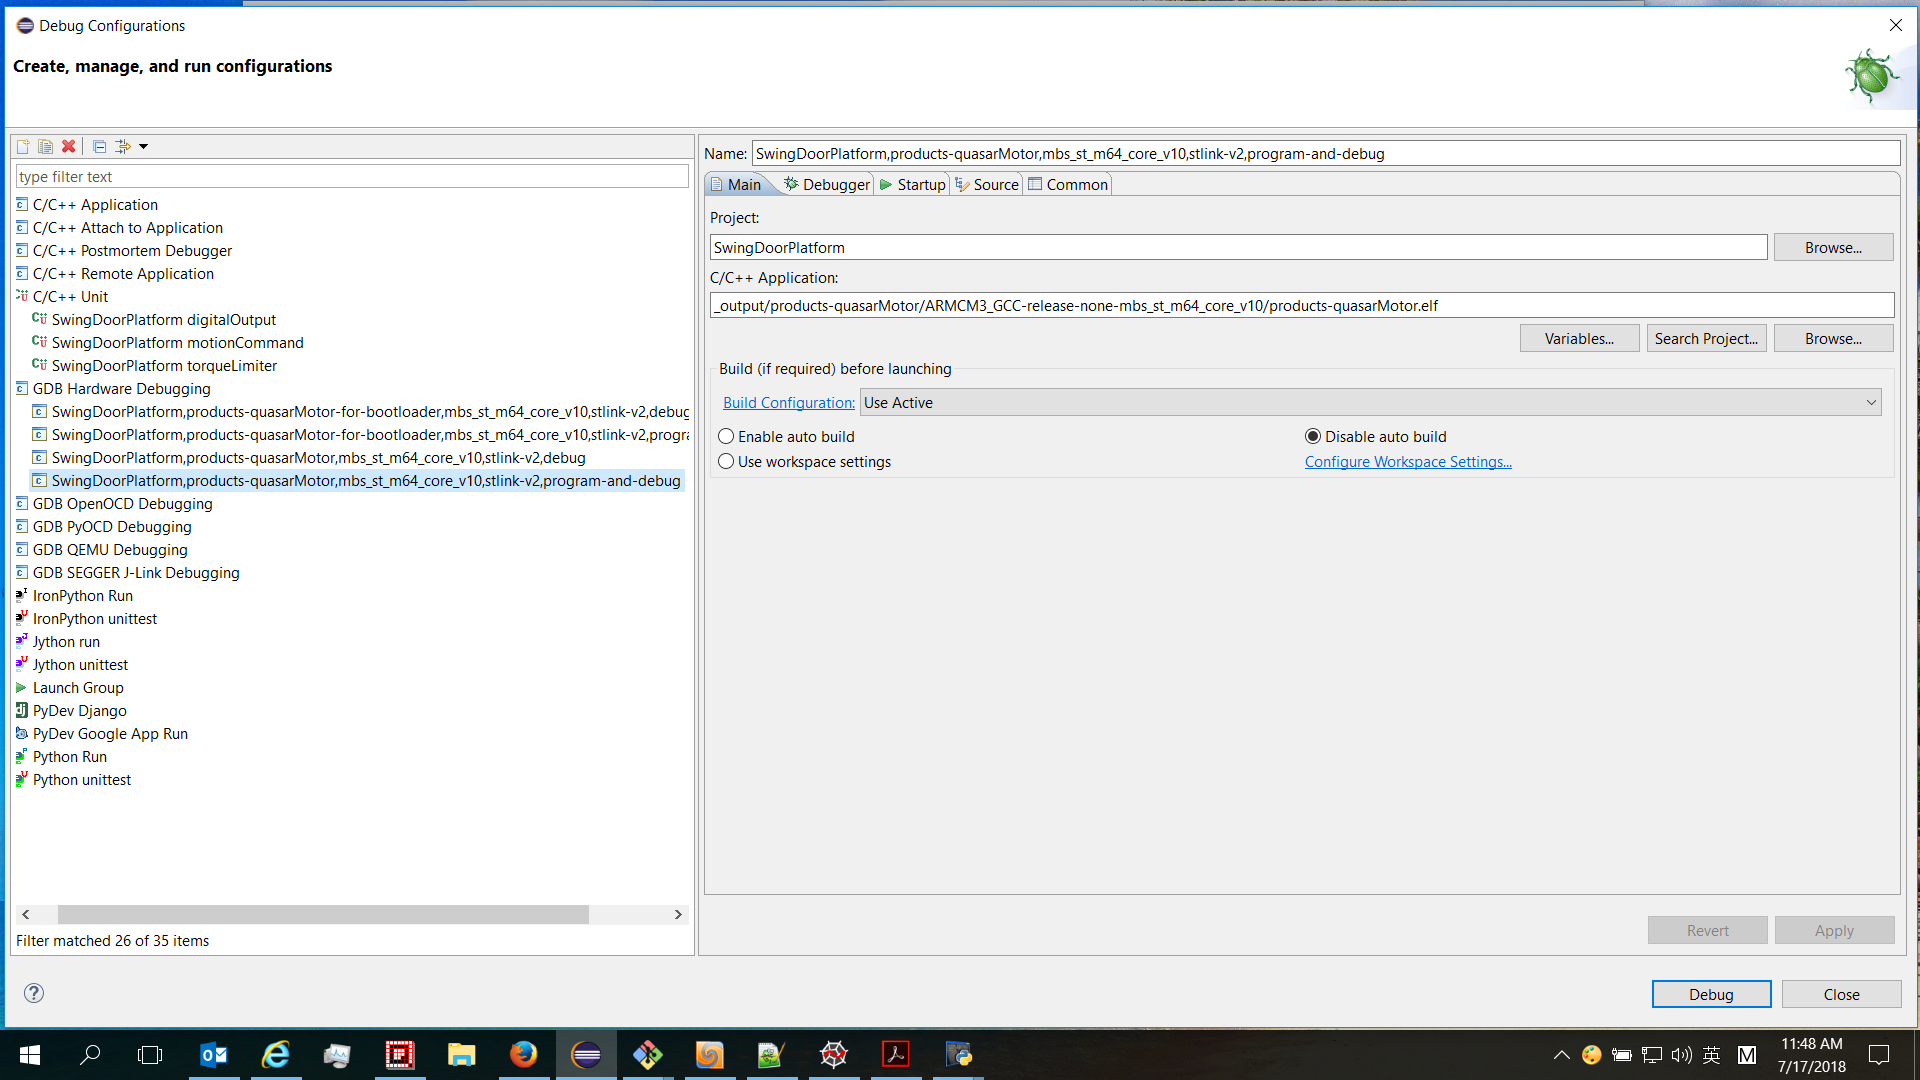 Debug Configurations
Create, manage, and run configurations
type filter text
C/C++ Application
C/C++ Attach to Application
C/C++ Postmortem Debugger
C/C++ Remote Application
C/C++ Unit
SwingDoorPlatform digitalOutput
SwingDoorPlatform motionCommand
SwingDoorPlatform torqueLimiter
GDB Hardware Debugging
SwingDoorPlatform,products-quasarMotor-for-bootloader,mbs_st_m64_core_v10,stlink-v2,debug
SwingDoorPlatform,products-quasarMotor-for-bootloader,mbs_st_m64_core_v10,stlink-v2,progra
SwingDoorPlatform,products-quasarMotor,mbs_st_m64_core_v10,stlink-v2,debug
SwingDoorPlatform,products-quasarMotor,mbs_st_m64_core_v10,stlink-v2,program-and-debug
GDB OpenOCD Debugging
GDB PyOCD Debugging
GDB QEMU Debugging
GDB SEGGER J-Link Debugging
IronPython Run
IronPython unittest
Jython run
Jython unittest
Launch Group
PyDev Django
PyDev Google App Run
Python Run
Python unittest
Filter matched 26 of 35 items
Name: SwingDoorPlatform,products-quasarMotor,mbs_st_m64_core_v10,stlink-v2,program-and-debug
Main Debugger Startup Source Common
Project:
SwingDoorPlatform Browse...
C/C++ Application:
_output/products-quasarMotor/ARMCM3_GCC-release-none-mbs_st_m64_core_v10/products-quasarMotor.elf
Variables... Search Project... Browse...
Build (if required) before launching
Build Configuration: Use Active
Enable auto build Disable auto build
Use workspace settings Configure Workspace Settings...
Revert Apply
Debug Close
英 M 11:48 AM
7/17/2018